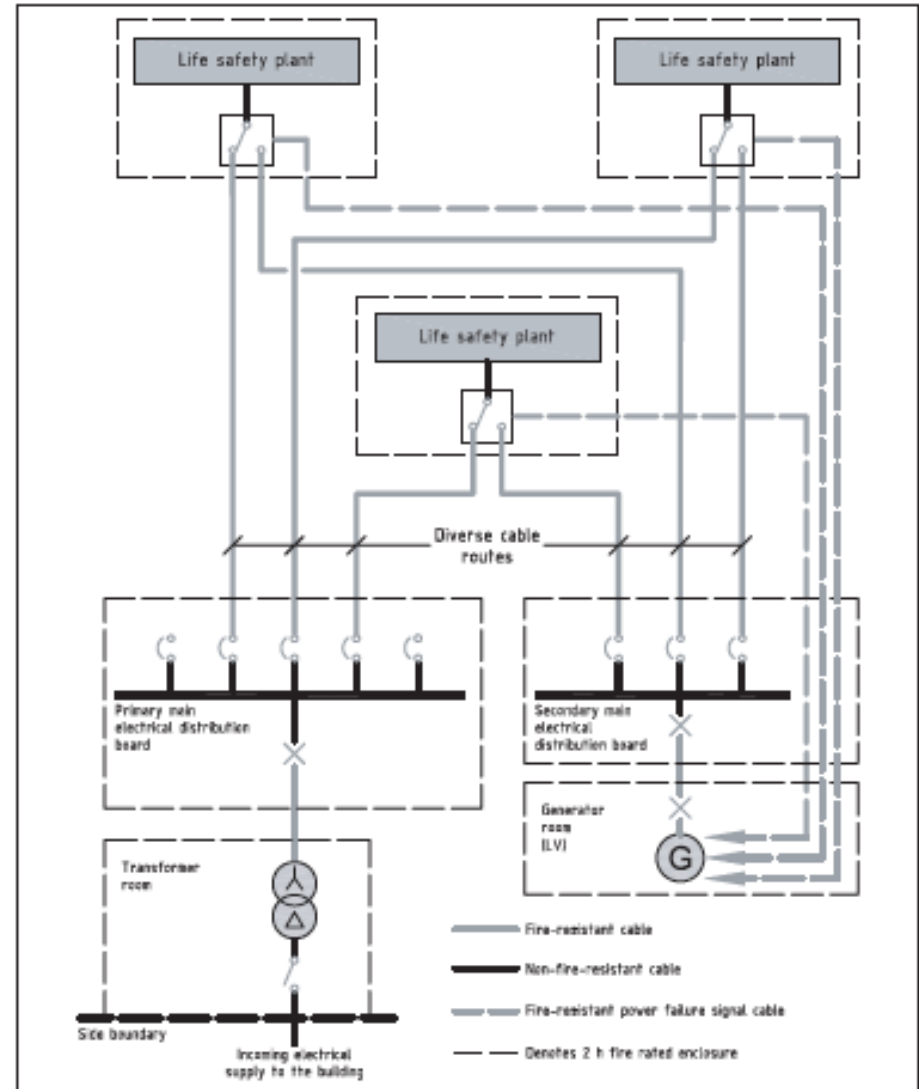 Life safety plant
Life safety plant
Life safety plant
Diverse cable
routes
Primary main
electrical distribution
board
Secondary main
electrical
distribution board
Generator
room
(LV)
G
Transformer
room
Fire-resistant cable
Non-fire-resistant cable
Fire-resistant power failure signal cable
Denotes 2 h fire rated enclosure
Side boundary
Incoming electrical
supply to the building